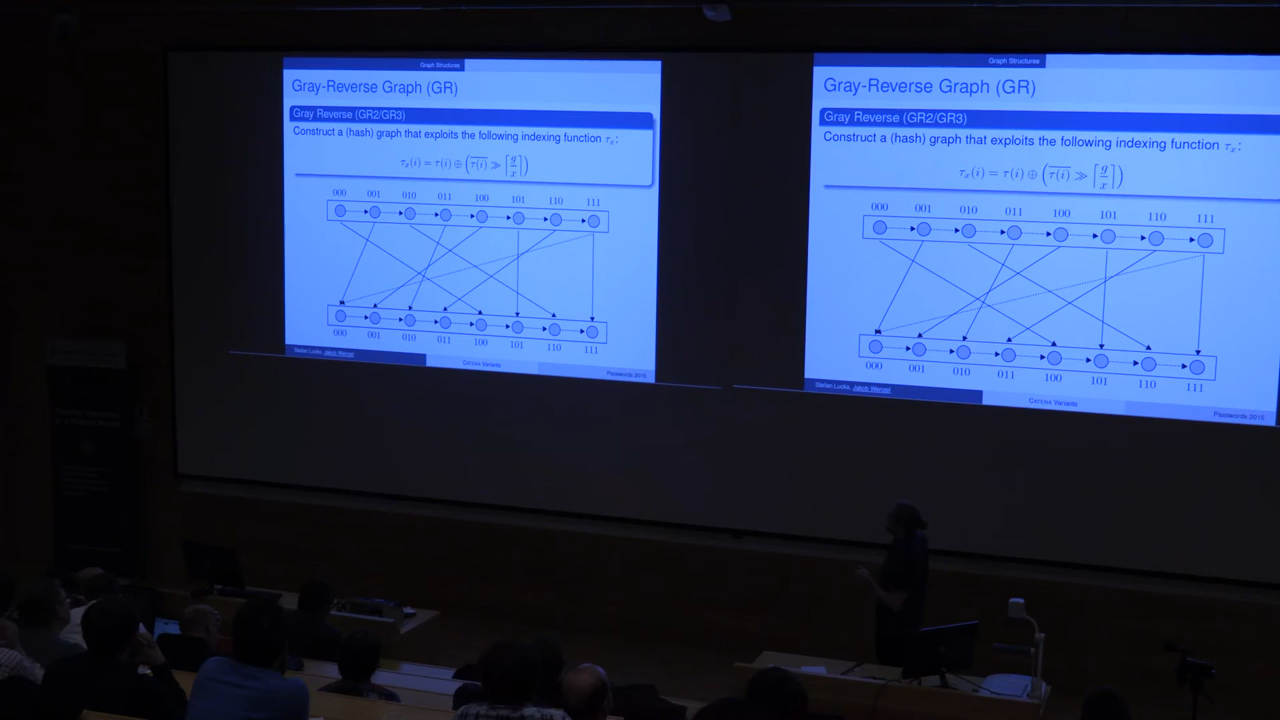 Graph Structures
Gray-Reverse Graph (GR)
Gray Reverse (GR2/GR3)
Construct a (hash) graph that exploits the following indexing function τₓ:
τₓ(i) = τ(i) ⊕ (τ(i)̅ ≫ ⌈g/x⌉)
000 001 010 011 100 101 110 111
000 001 010 011 100 101 110 111
Stefan Lucks, Jakob Wenzel
CATENA Variants
Passwords 2015
Graph Structures
Gray-Reverse Graph (GR)
Gray Reverse (GR2/GR3)
Construct a (hash) graph that exploits the following indexing function τₓ:
τₓ(i) = τ(i) ⊕ (τ(i)̅ ≫ ⌈g/x⌉)
000 001 010 011 100 101 110 111
000 001 010 011 100 101 110 111
Stefan Lucks, Jakob Wenzel
CATENA Variants
Passwords 2015